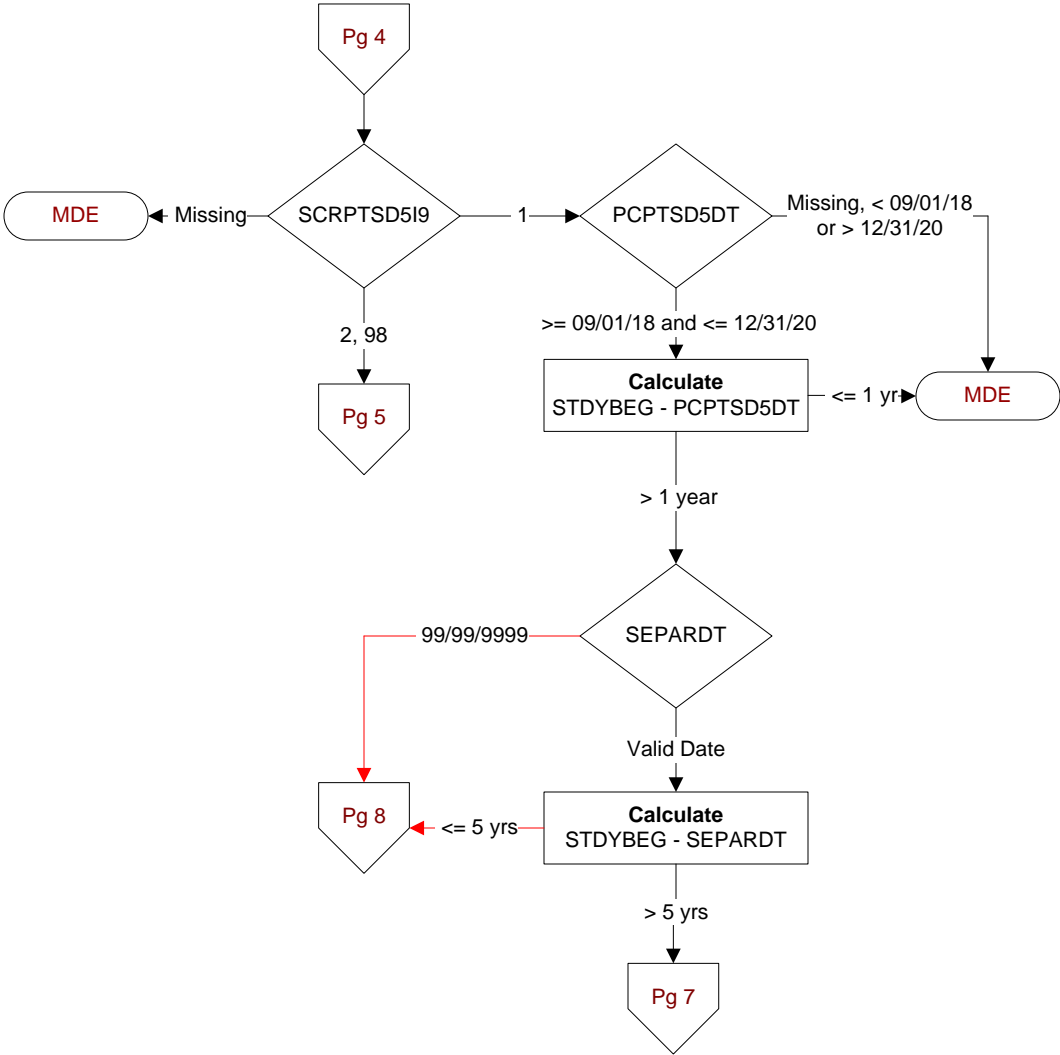 Pg 4
MDE
Missing
SCRPTSD5I9
1
PCPTSD5DT
Missing, < 09/01/18
or > 12/31/20
2, 98
>= 09/01/18 and <= 12/31/20
Pg 5
Calculate
STDYBEG - PCPTSD5DT
<= 1 yr
MDE
> 1 year
99/99/9999
SEPARDT
Valid Date
Pg 8
<= 5 yrs
Calculate
STDYBEG - SEPARDT
> 5 yrs
Pg 7